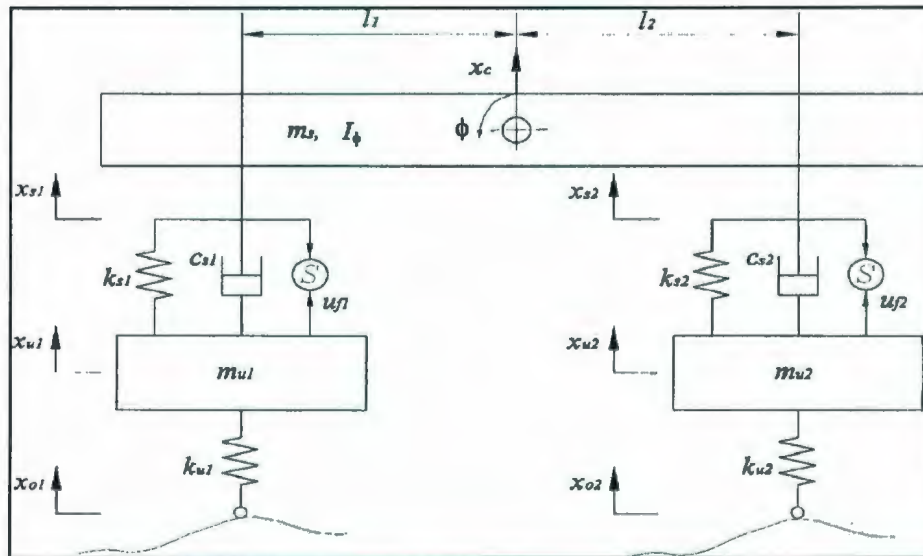 l1 l2
xc
ms, Iϕ ϕ
xs1 xs2
ks1 cs1 S uf1 ks2 cs2 S uf2
xu1 xu2
mu1 mu2
ku1 ku2
xo1 xo2